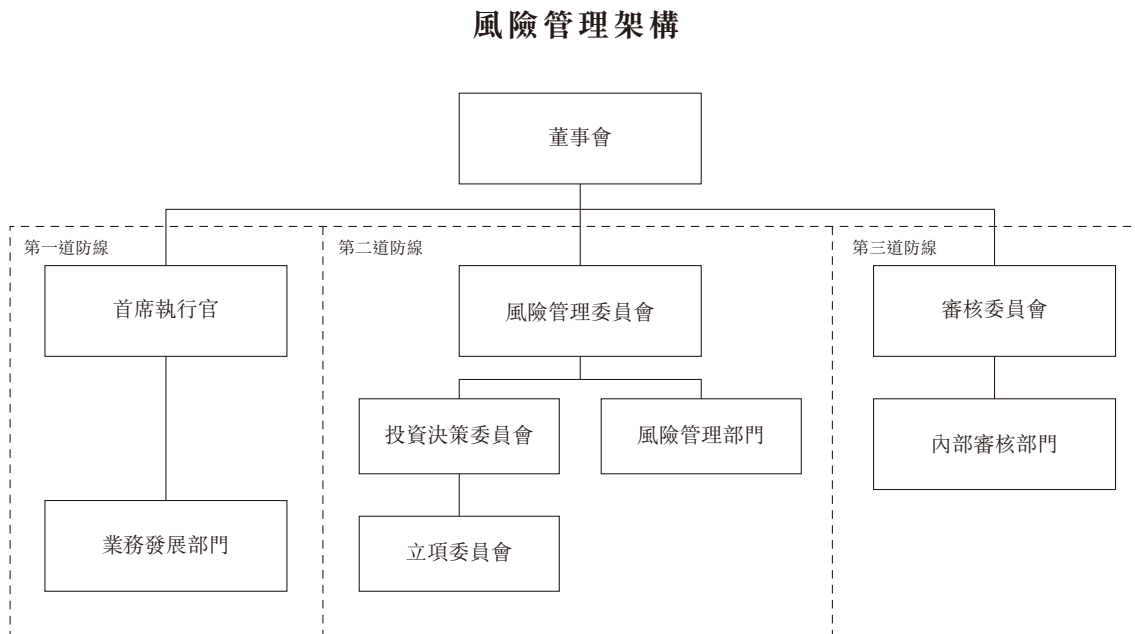 風險管理架構
董事會
第一道防線
第二道防線
第三道防線
首席執行官
風險管理委員會
審核委員會
投資決策委員會
風險管理部門
內部審核部門
業務發展部門
立項委員會